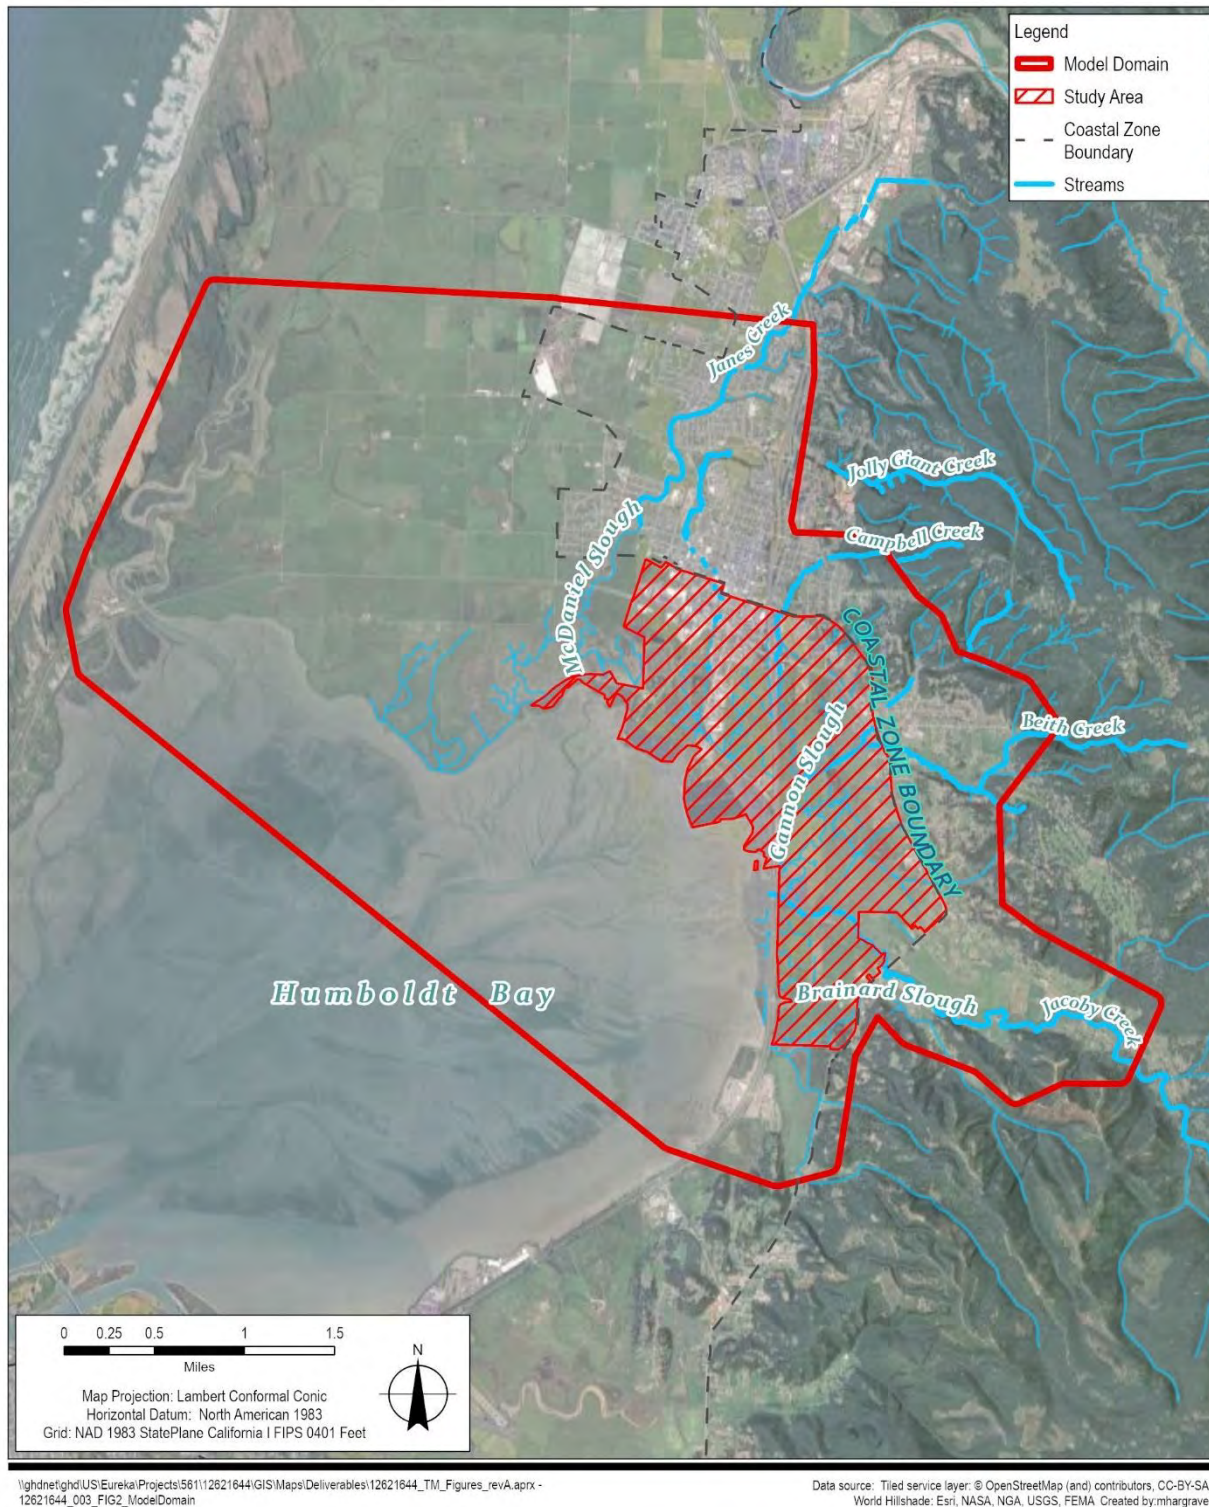 Legend
Model Domain
Study Area
Coastal Zone
Boundary
Streams
Janes Creek
Jolly Giant Creek
Campbell Creek
McDaniel Slough
COASTAL ZONE BOUNDARY
Gannon Slough
Beith Creek
Humboldt Bay
Brainard Slough
Jacoby Creek
0 0.25 0.5 1 1.5
Miles
N
Map Projection: Lambert Conformal Conic
Horizontal Datum: North American 1983
Grid: NAD 1983 StatePlane California I FIPS 0401 Feet
\\ghdnet\ghd\US\Eureka\Projects\561\12621644\GIS\Maps\Deliverables\12621644_TM_Figures_revA.aprx -
12621644_003_FIG2_ModelDomain
Data source: Tiled service layer: © OpenStreetMap (and) contributors, CC-BY-SA
World Hillshade: Esri, NASA, NGA, USGS, FEMA Created by:mhargrave